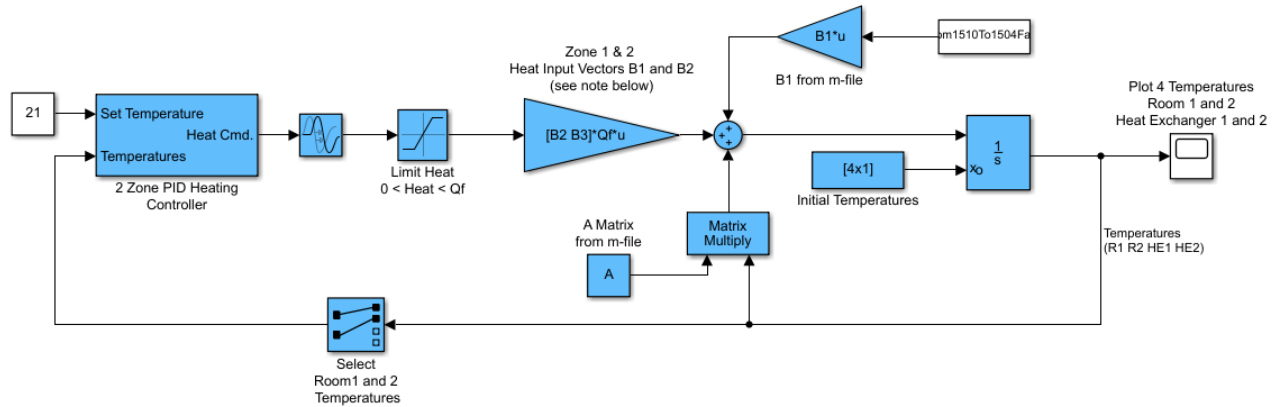 B1*u
om1510To1504Fa
B1 from m-file
Zone 1 & 2
Heat Input Vectors B1 and B2
(see note below)
Plot 4 Temperatures
Room 1 and 2
Heat Exchanger 1 and 2
21
Set Temperature
Heat Cmd.
Temperatures
2 Zone PID Heating
Controller
Limit Heat
0 < Heat < Qf
[B2 B3]*Qf*u
+
+
+
1
s
xo
[4x1]
Initial Temperatures
A Matrix
from m-file
A
Matrix
Multiply
Temperatures
(R1 R2 HE1 HE2)
Select
Room1 and 2
Temperatures